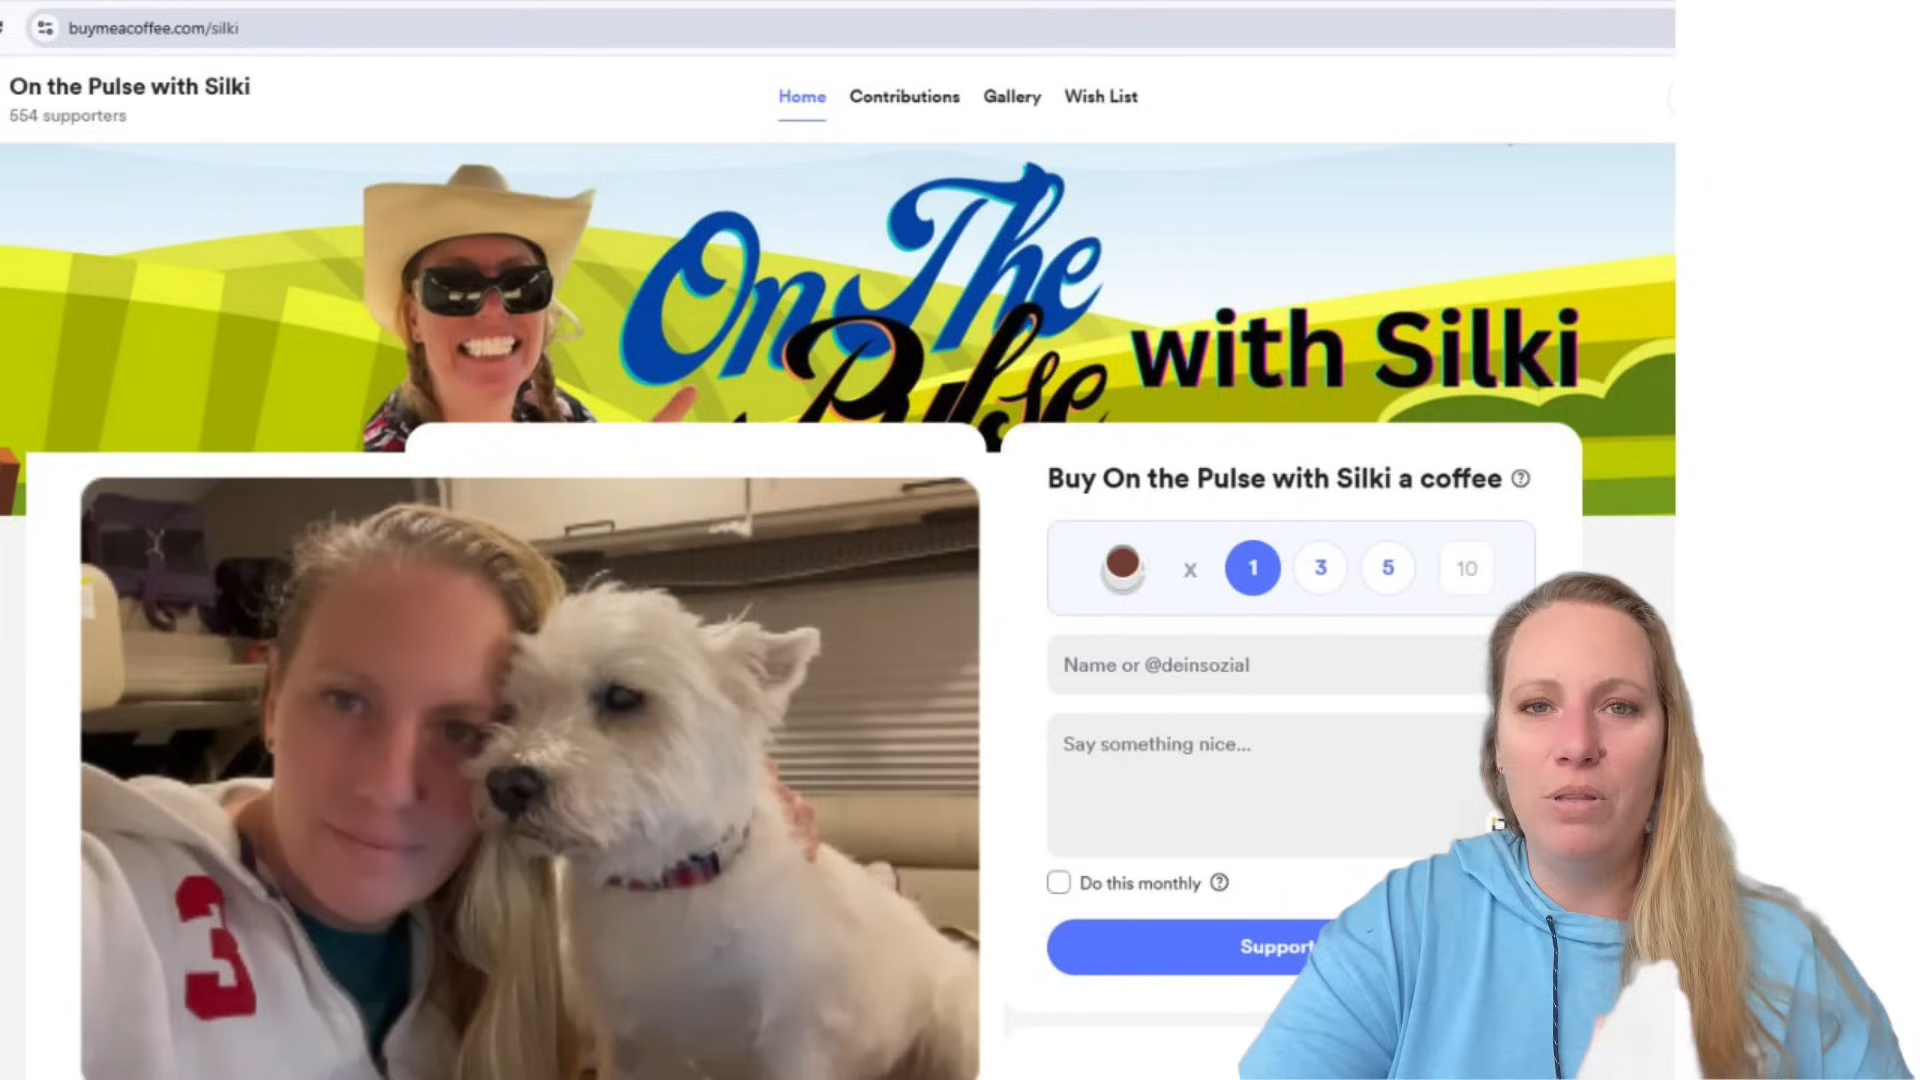 buymeacoffee.com/silki
On the Pulse with Silki
554 supporters
Home Contributions Gallery Wish List
On The
Pulse with Silki
Buy On the Pulse with Silki a coffee ?
x 1 3 5 10
Name or @deinsozial
Say something nice...
Do this monthly ?
Support
3